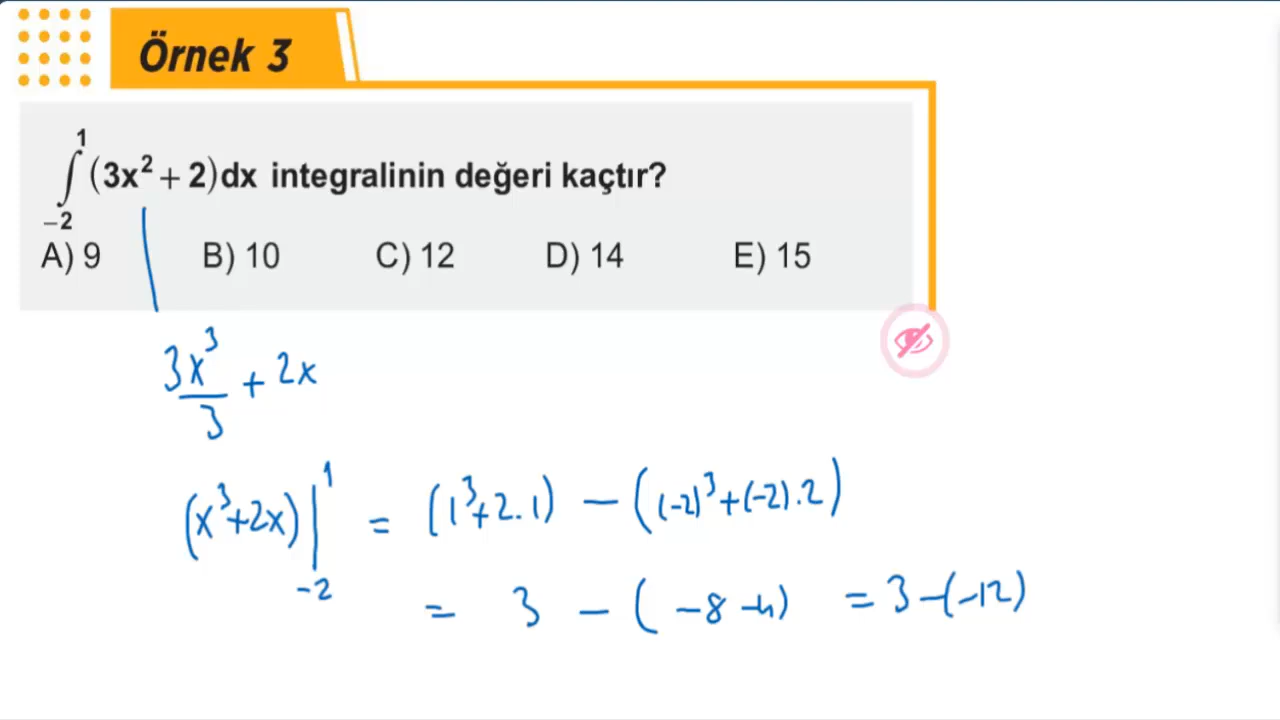 Örnek 3
∫₋₂¹ (3x² + 2)dx integralinin değeri kaçtır?
A) 9 B) 10 C) 12 D) 14 E) 15
3x³/3 + 2x
(x³+2x)|₋₂¹ = (1³+2.1) − ((-2)³+(-2).2)
= 3 − (-8-4) = 3-(-12)